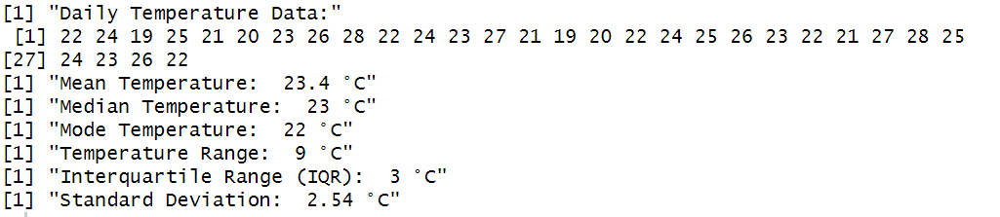 [1] "Daily Temperature Data:"
 [1] 22 24 19 25 21 20 23 26 28 22 24 23 27 21 19 20 22 24 25 26 23 22 21 27 28 25
[27] 24 23 26 22
[1] "Mean Temperature:  23.4 °C"
[1] "Median Temperature:  23 °C"
[1] "Mode Temperature:  22 °C"
[1] "Temperature Range:  9 °C"
[1] "Interquartile Range (IQR):  3 °C"
[1] "Standard Deviation:  2.54 °C"